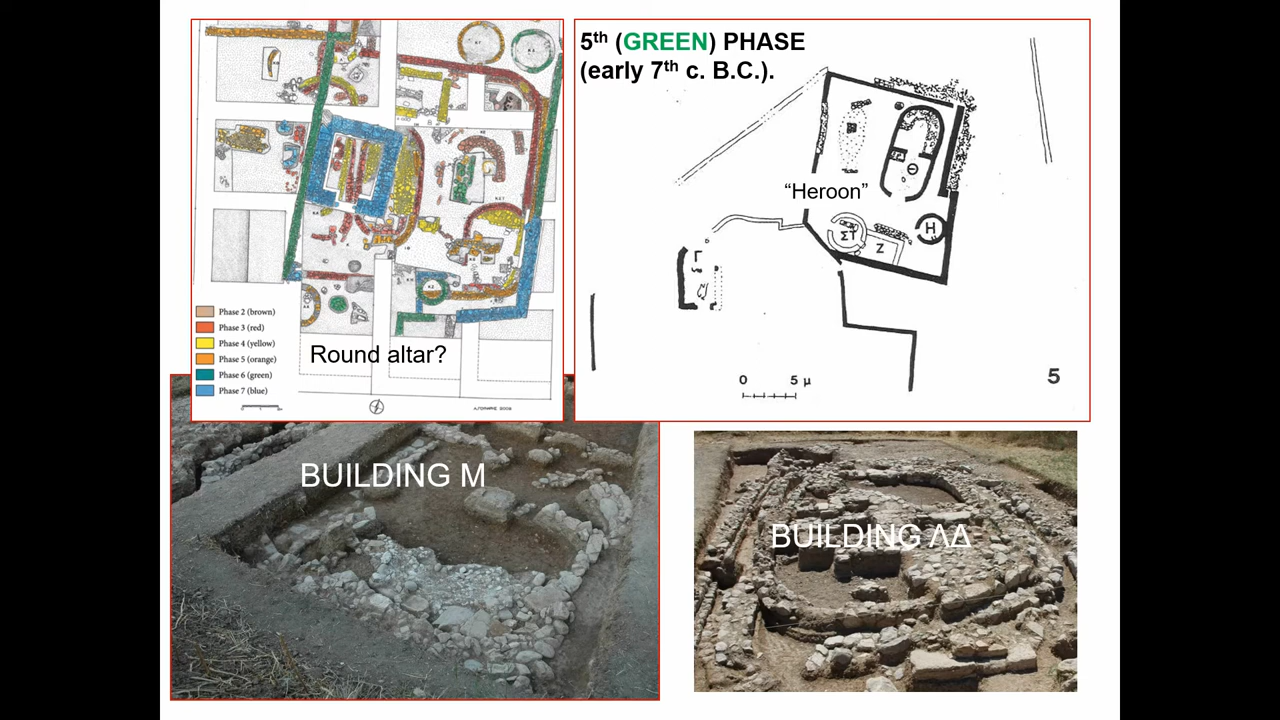 5th (GREEN) PHASE
(early 7th c. B.C.).
“Heroon”
Θ
Η
ΣΤ
Ζ
Γ
0 5 μ
5
Phase 2 (brown)
Phase 3 (red)
Phase 4 (yellow)
Phase 5 (orange)
Phase 6 (green)
Phase 7 (blue)
Round altar?
BUILDING M
BUILDING ΛΔ